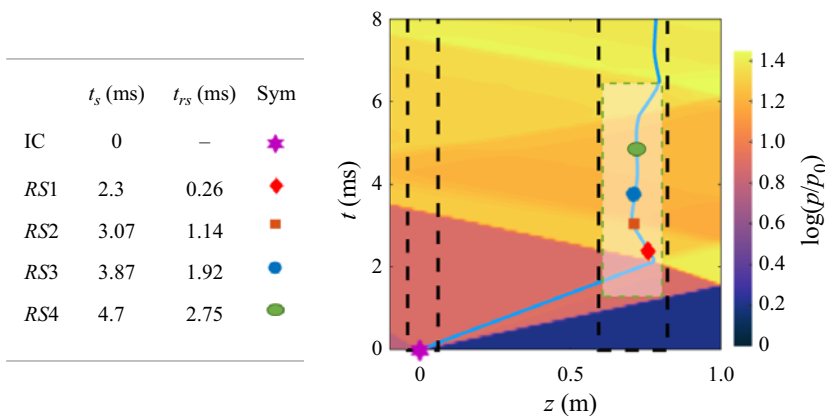 t_s (ms) t_rs (ms) Sym
IC 0 –
RS1 2.3 0.26
RS2 3.07 1.14
RS3 3.87 1.92
RS4 4.7 2.75
8
6
4
2
0
t (ms)
0 0.5 1.0
z (m)
1.4
1.2
1.0
0.8
0.6
0.4
0.2
0
log(p/p_0)